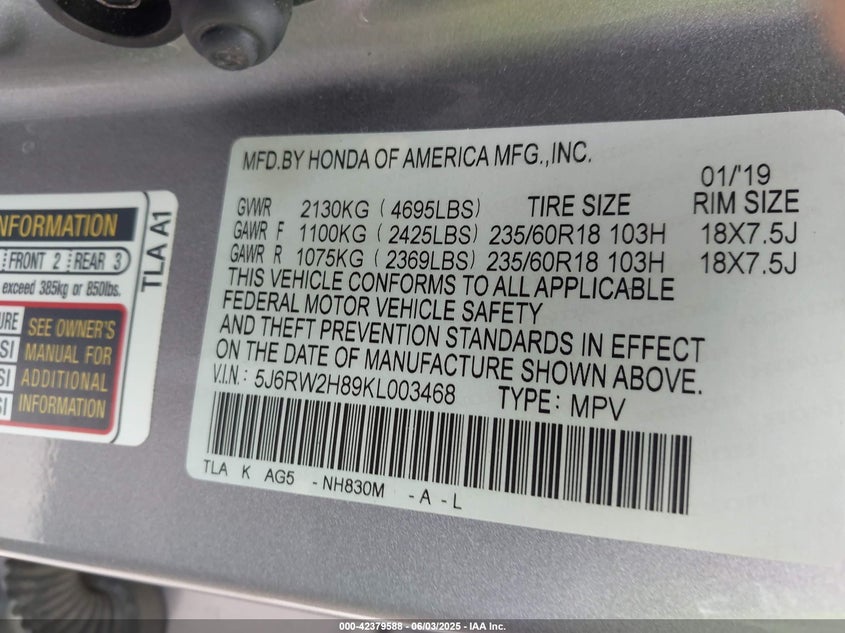 INFORMATION
FRONT 2 REAR 3
exceed 385kg or 850lbs.
SEE OWNER'S
MANUAL FOR
ADDITIONAL
INFORMATION
TLA A1
MFD.BY HONDA OF AMERICA MFG.,INC.
01/'19
GVWR 2130KG ( 4695LBS) TIRE SIZE RIM SIZE
GAWR F 1100KG ( 2425LBS) 235/60R18 103H 18X7.5J
GAWR R 1075KG ( 2369LBS) 235/60R18 103H 18X7.5J
THIS VEHICLE CONFORMS TO ALL APPLICABLE
FEDERAL MOTOR VEHICLE SAFETY
AND THEFT PREVENTION STANDARDS IN EFFECT
ON THE DATE OF MANUFACTURE SHOWN ABOVE.
V.I.N.: 5J6RW2H89KL003468 TYPE: MPV
TLA K AG5 - NH830M - A - L
000-42379588 - 06/03/2025 - IAA Inc.